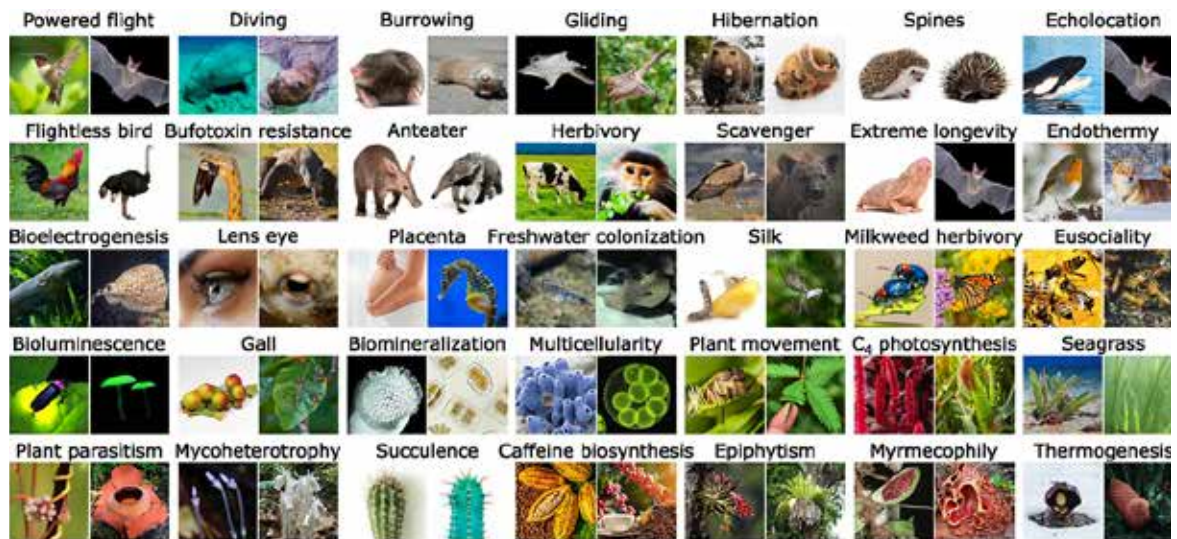 Powered flight Diving Burrowing Gliding Hibernation Spines Echolocation
Flightless bird Bufotoxin resistance Anteater Herbivory Scavenger Extreme longevity Endothermy
Bioelectrogenesis Lens eye Placenta Freshwater colonization Silk Milkweed herbivory Eusociality
Bioluminescence Gall Biomineralization Multicellularity Plant movement C₄ photosynthesis Seagrass
Plant parasitism Mycoheterotrophy Succulence Caffeine biosynthesis Epiphytism Myrmecophily Thermogenesis